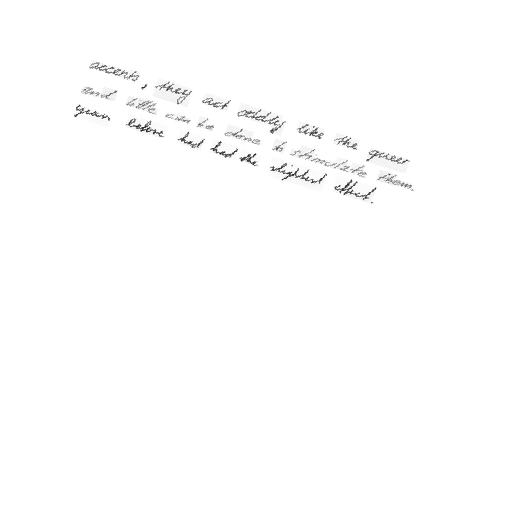 accents, they act oddly like the queer
and little can be done to stimulate them.
years before had had the slightest effect.